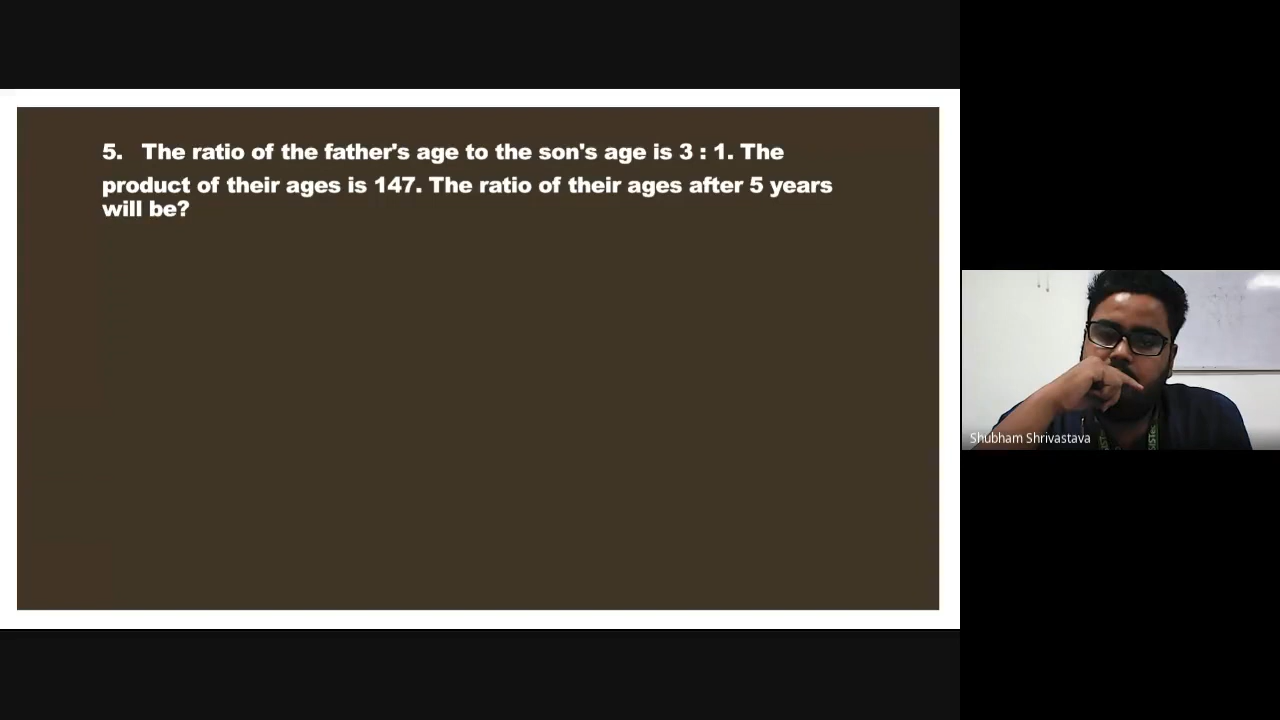 5. The ratio of the father's age to the son's age is 3 : 1. The
product of their ages is 147. The ratio of their ages after 5 years
will be?
Shubham Shrivastava